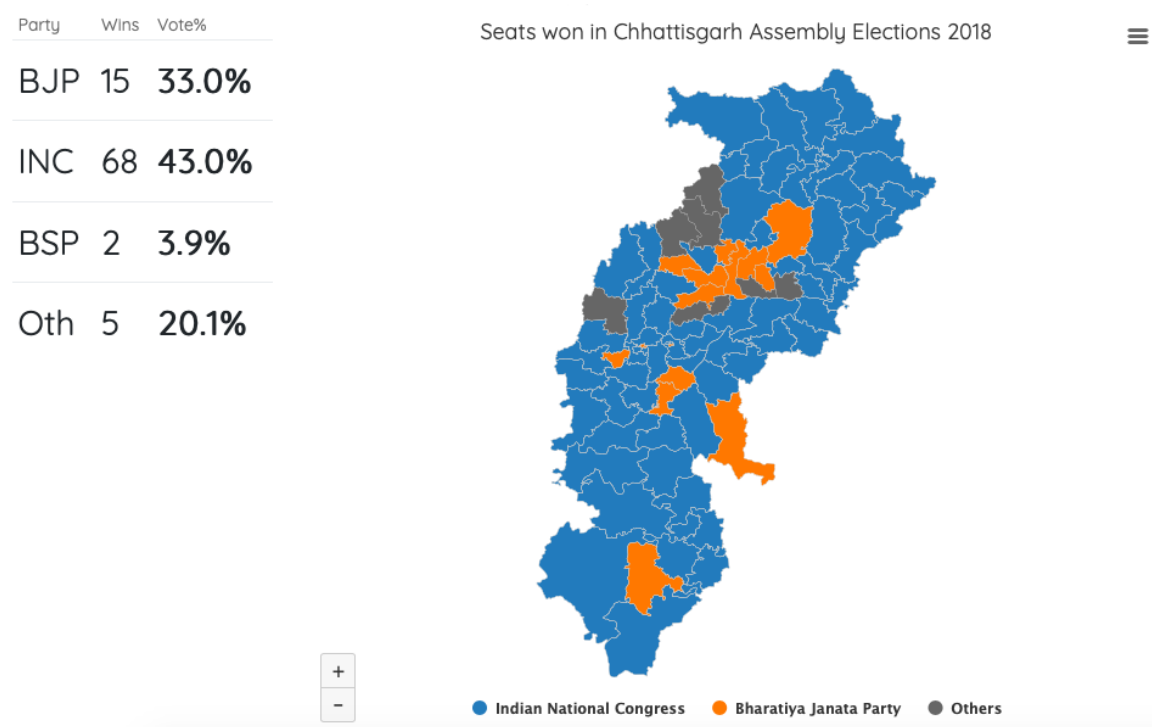 Party Wins Vote%
BJP 15 33.0%
INC 68 43.0%
BSP 2 3.9%
Oth 5 20.1%
Seats won in Chhattisgarh Assembly Elections 2018
+
−
Indian National Congress Bharatiya Janata Party Others